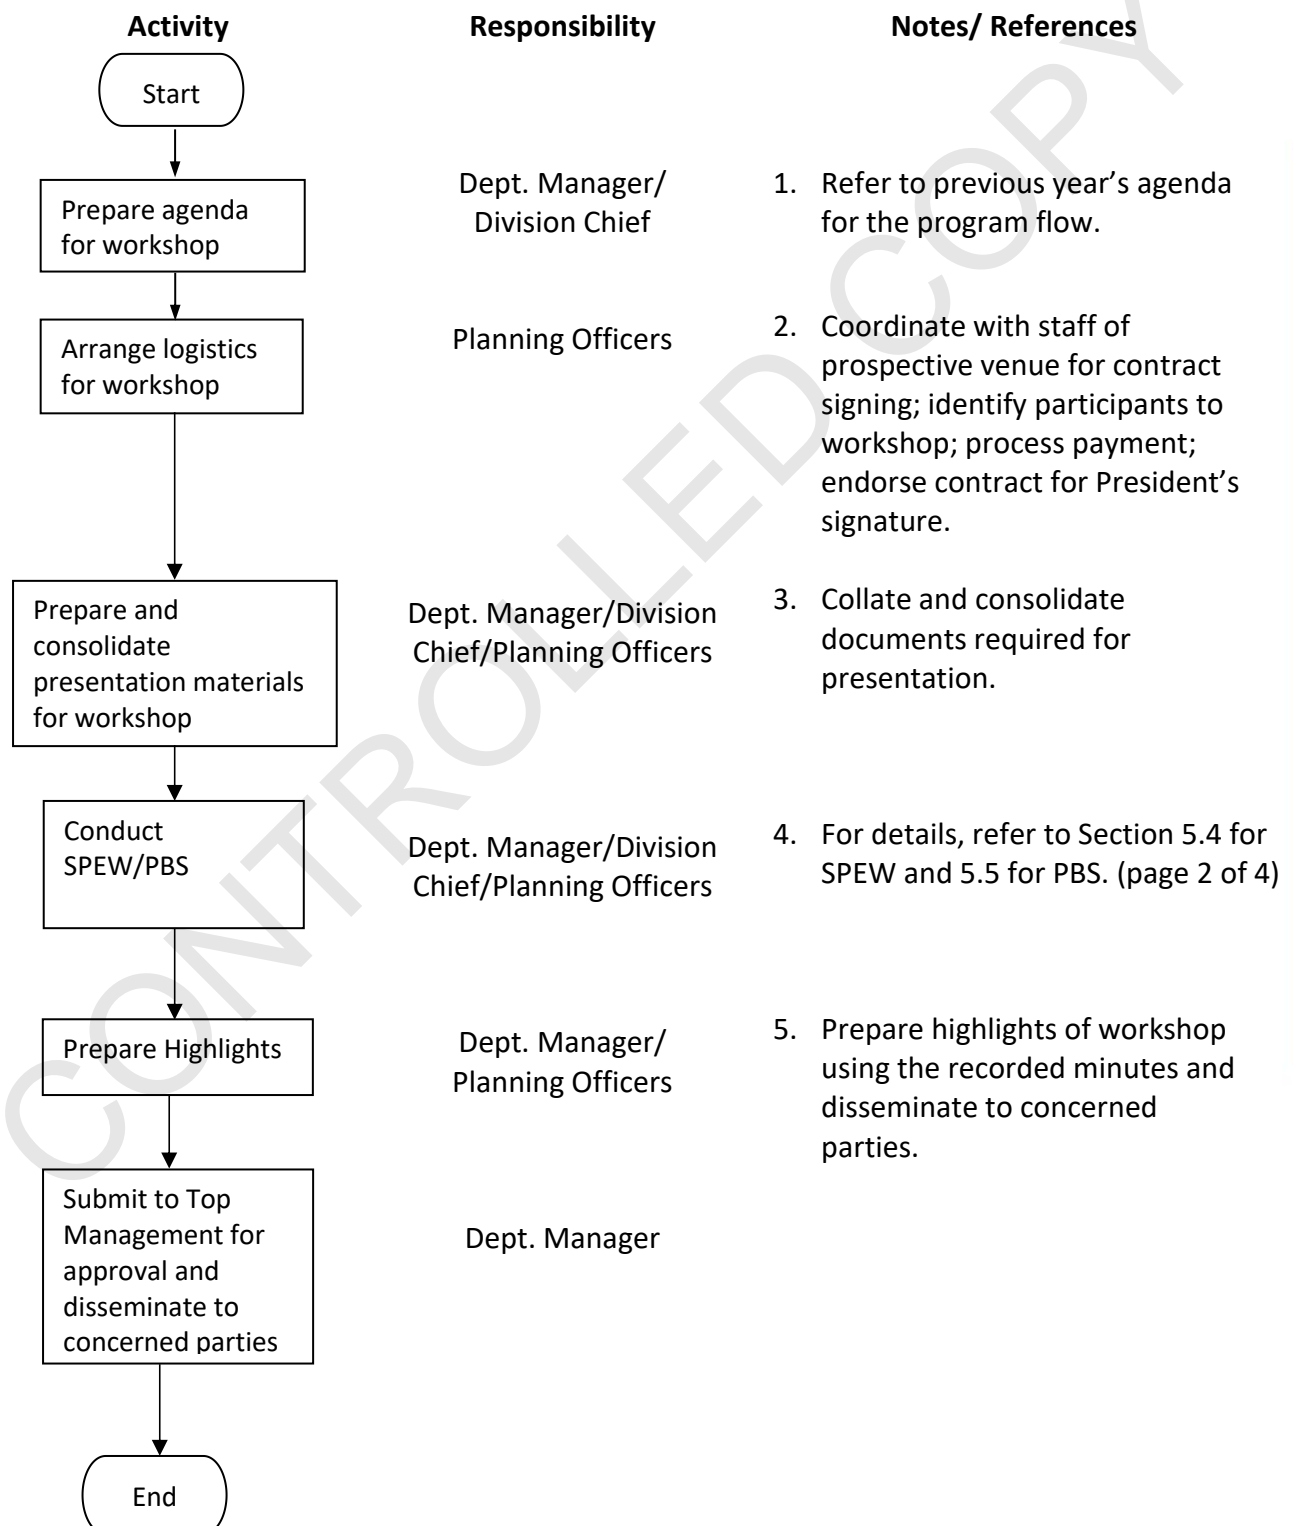 Activity
Responsibility
Notes/ References
Start
Prepare agenda
for workshop
Dept. Manager/
Division Chief
1. Refer to previous year’s agenda
for the program flow.
Arrange logistics
for workshop
Planning Officers
2. Coordinate with staff of
prospective venue for contract
signing; identify participants to
workshop; process payment;
endorse contract for President’s
signature.
Prepare and
consolidate
presentation materials
for workshop
Dept. Manager/Division
Chief/Planning Officers
3. Collate and consolidate
documents required for
presentation.
Conduct
SPEW/PBS
Dept. Manager/Division
Chief/Planning Officers
4. For details, refer to Section 5.4 for
SPEW and 5.5 for PBS. (page 2 of 4)
Prepare Highlights
Dept. Manager/
Planning Officers
5. Prepare highlights of workshop
using the recorded minutes and
disseminate to concerned
parties.
Submit to Top
Management for
approval and
disseminate to
concerned parties
Dept. Manager
End
CONTROLLED COPY